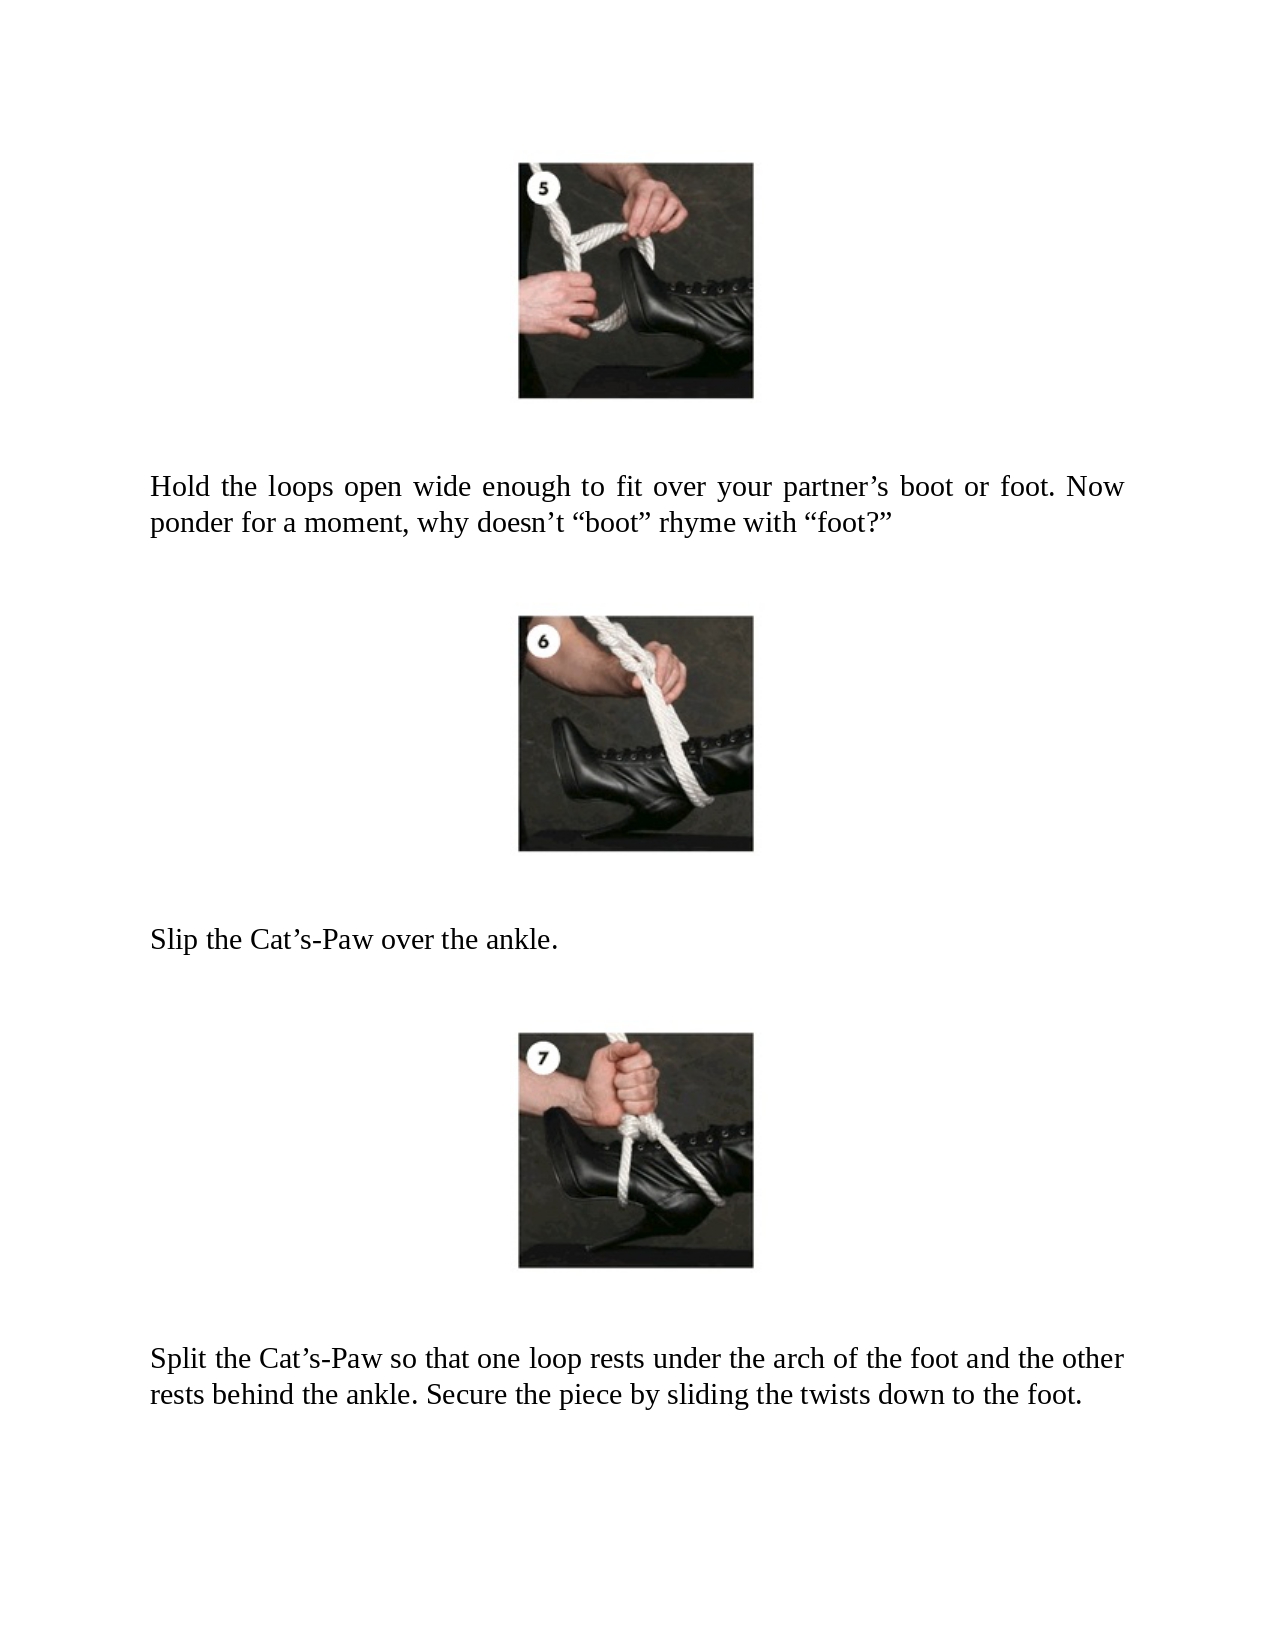 5
Hold the loops open wide enough to fit over your partner’s boot or foot. Now
ponder for a moment, why doesn’t “boot” rhyme with “foot?”
6
Slip the Cat’s-Paw over the ankle.
7
Split the Cat’s-Paw so that one loop rests under the arch of the foot and the other
rests behind the ankle. Secure the piece by sliding the twists down to the foot.